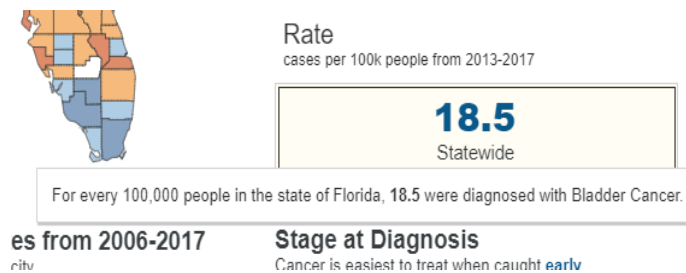 Rate
cases per 100k people from 2013-2017
18.5
Statewide
For every 100,000 people in the state of Florida, 18.5 were diagnosed with Bladder Cancer.
es from 2006-2017
city
Stage at Diagnosis
Cancer is easiest to treat when caught early